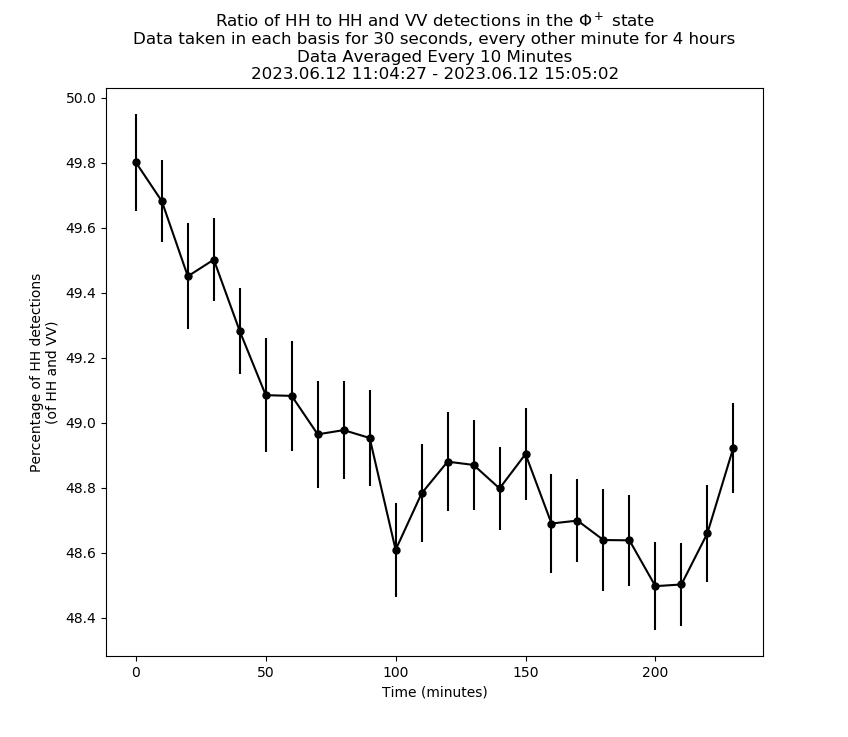 Ratio of HH to HH and VV detections in the Φ⁺ state
Data taken in each basis for 30 seconds, every other minute for 4 hours
Data Averaged Every 10 Minutes
2023.06.12 11:04:27 - 2023.06.12 15:05:02
Percentage of HH detections
(of HH and VV)
50.0
49.8
49.6
49.4
49.2
49.0
48.8
48.6
48.4
0 50 100 150 200
Time (minutes)